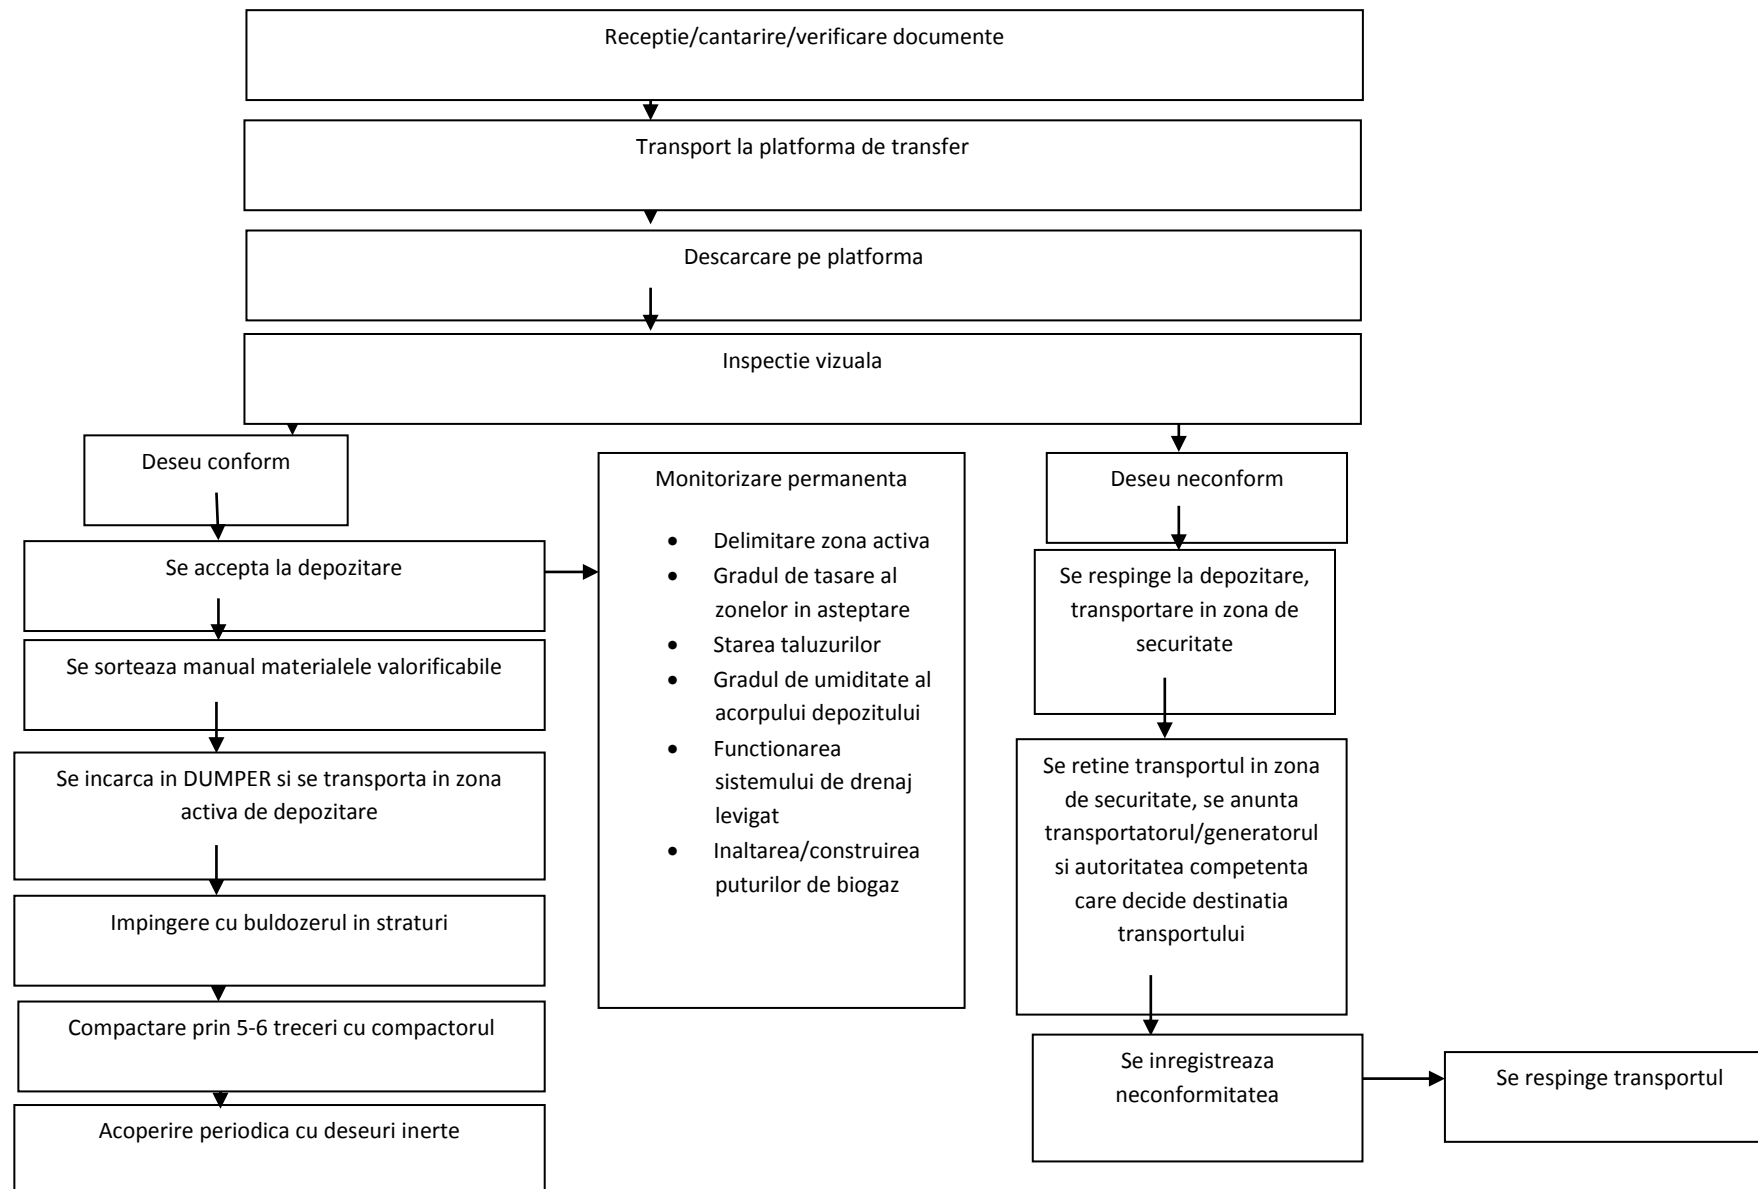 Receptie/cantarire/verificare documente
Transport la platforma de transfer
Descarcare pe platforma
Inspectie vizuala
Deseu conform
Se accepta la depozitare
Se sorteaza manual materialele valorificabile
Se incarca in DUMPER si se transporta in zona
activa de depozitare
Impingere cu buldozerul in straturi
Compactare prin 5-6 treceri cu compactorul
Acoperire periodica cu deseuri inerte
Monitorizare permanenta
• Delimitare zona activa
• Gradul de tasare al
zonelor in asteptare
• Starea taluzurilor
• Gradul de umiditate al
acorpului depozitului
• Functionarea
sistemului de drenaj
levigat
• Inaltarea/construirea
puturilor de biogaz
Deseu neconform
Se respinge la depozitare,
transportare in zona de
securitate
Se retine transportul in zona
de securitate, se anunta
transportatorul/generatorul
si autoritatea competenta
care decide destinatia
transportului
Se inregistreaza
neconformitatea
Se respinge transportul